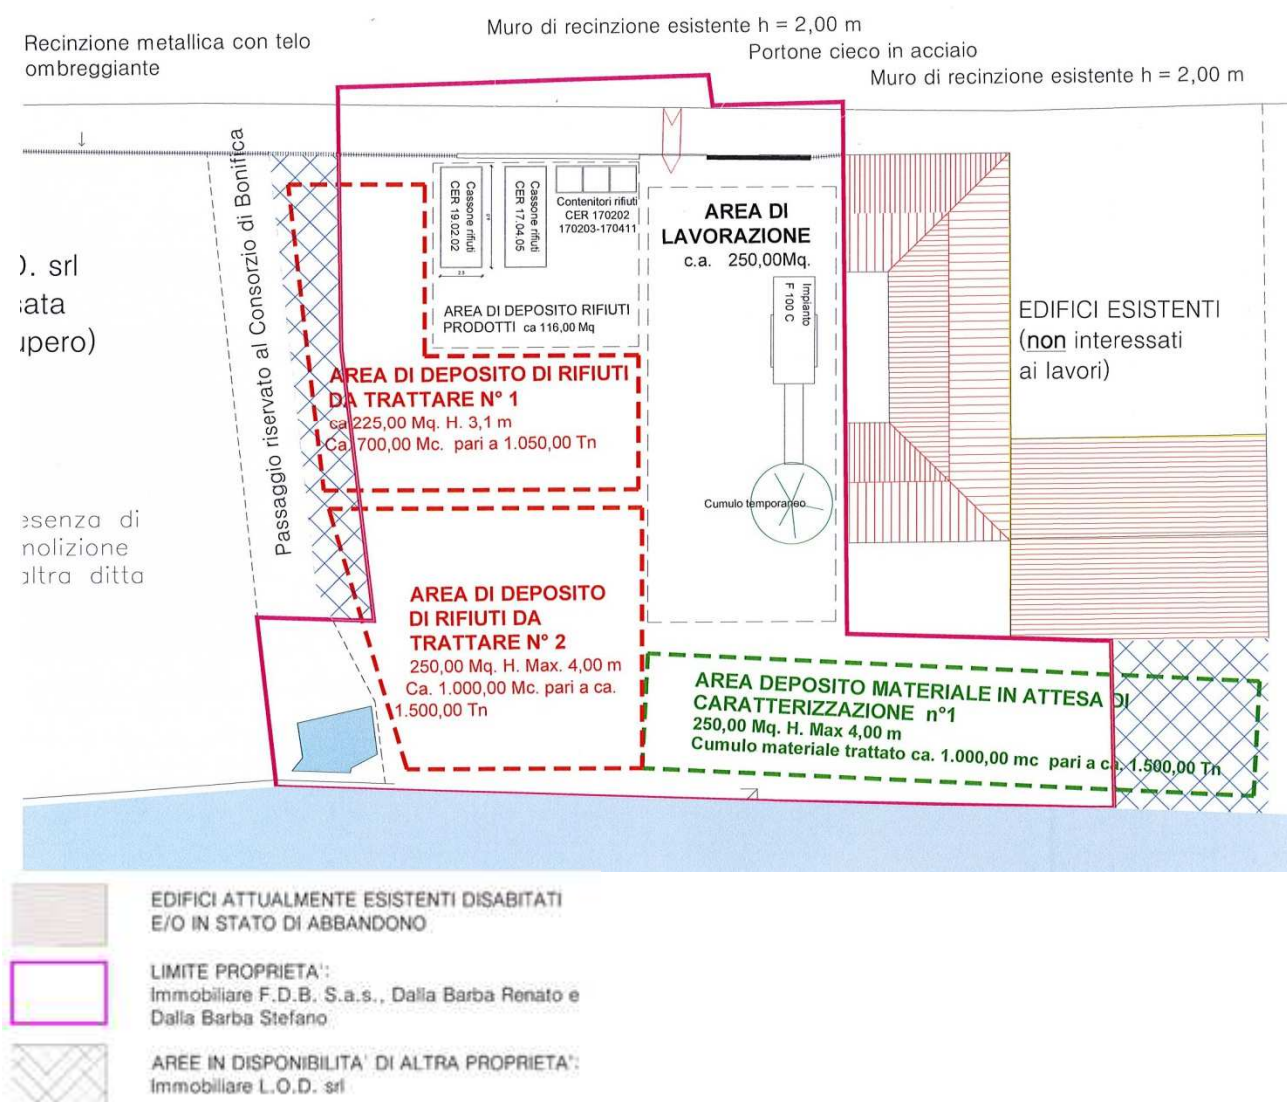 Muro di recinzione esistente h = 2,00 m
Recinzione metallica con telo
ombreggiante
Portone cieco in acciaio
Muro di recinzione esistente h = 2,00 m
Passaggio riservato al Consorzio di Bonifica
Cassone rifiuti
CER 19.02.02
Cassone rifiuti
CER 17.04.05
Contenitori rifiuti
CER 170202
170203-170411
AREA DI
LAVORAZIONE
c.a. 250,00Mq.
Impianto
F 100 C
AREA DI DEPOSITO RIFIUTI
PRODOTTI ca 116,00 Mq
EDIFICI ESISTENTI
(non interessati
ai lavori)
. srl
sata
upero)
AREA DI DEPOSITO DI RIFIUTI
DA TRATTARE N° 1
ca 225,00 Mq. H. 3,1 m
Ca. 700,00 Mc. pari a 1.050,00 Tn
Cumulo temporaneo
esenza di
molizione
altra ditta
AREA DI DEPOSITO
DI RIFIUTI DA
TRATTARE N° 2
250,00 Mq. H. Max. 4,00 m
Ca. 1.000,00 Mc. pari a ca.
1.500,00 Tn
AREA DEPOSITO MATERIALE IN ATTESA DI
CARATTERIZZAZIONE n°1
250,00 Mq. H. Max 4,00 m
Cumulo materiale trattato ca. 1.000,00 mc pari a ca. 1.500,00 Tn
EDIFICI ATTUALMENTE ESISTENTI DISABITATI
E/O IN STATO DI ABBANDONO
LIMITE PROPRIETA':
Immobiliare F.D.B. S.a.s., Dalla Barba Renato e
Dalla Barba Stefano
AREE IN DISPONIBILITA' DI ALTRA PROPRIETA':
Immobiliare L.O.D. srl